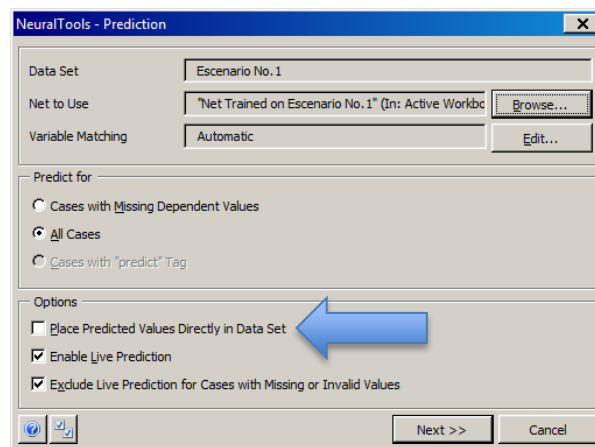 NeuralTools - Prediction
Data Set Escenario No.1
Net to Use "Net Trained on Escenario No.1" (In: Active Workbo Browse...
Variable Matching Automatic Edit...
Predict for
Cases with Missing Dependent Values
All Cases
Cases with "predict" Tag
Options
Place Predicted Values Directly in Data Set
Enable Live Prediction
Exclude Live Prediction for Cases with Missing or Invalid Values
Next >> Cancel